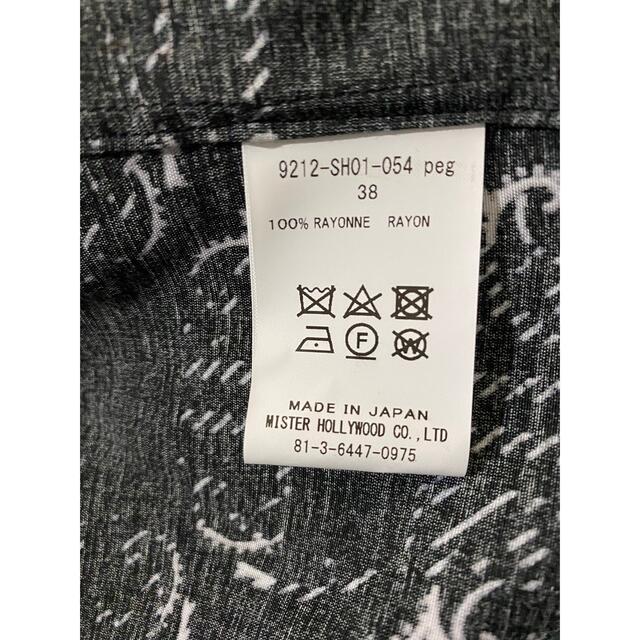 9212-SH01-054 peg
38
100% RAYONNE RAYON
F
W
MADE IN JAPAN
MISTER HOLLYWOOD CO.,LTD
81-3-6447-0975